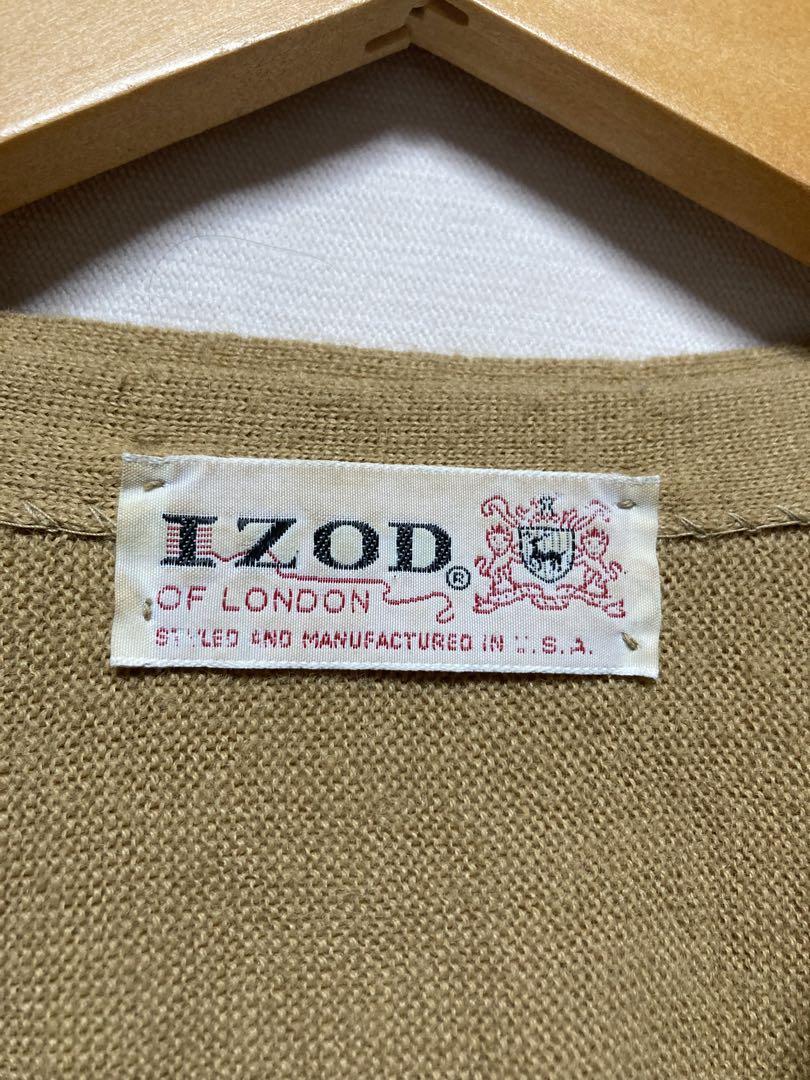 IZOD®
OF LONDON
STYLED AND MANUFACTURED IN U.S.A.